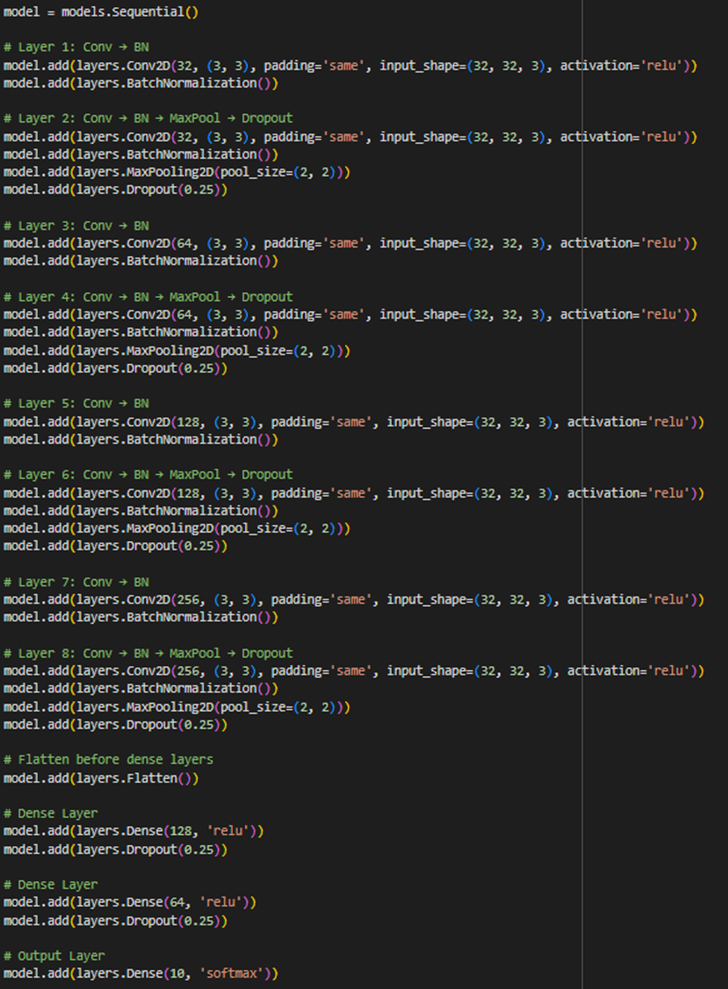 model = models.Sequential()
# Layer 1: Conv → BN
model.add(layers.Conv2D(32, (3, 3), padding='same', input_shape=(32, 32, 3), activation='relu'))
model.add(layers.BatchNormalization())
# Layer 2: Conv → BN → MaxPool → Dropout
model.add(layers.Conv2D(32, (3, 3), padding='same', input_shape=(32, 32, 3), activation='relu'))
model.add(layers.BatchNormalization())
model.add(layers.MaxPooling2D(pool_size=(2, 2)))
model.add(layers.Dropout(0.25))
# Layer 3: Conv → BN
model.add(layers.Conv2D(64, (3, 3), padding='same', input_shape=(32, 32, 3), activation='relu'))
model.add(layers.BatchNormalization())
# Layer 4: Conv → BN → MaxPool → Dropout
model.add(layers.Conv2D(64, (3, 3), padding='same', input_shape=(32, 32, 3), activation='relu'))
model.add(layers.BatchNormalization())
model.add(layers.MaxPooling2D(pool_size=(2, 2)))
model.add(layers.Dropout(0.25))
# Layer 5: Conv → BN
model.add(layers.Conv2D(128, (3, 3), padding='same', input_shape=(32, 32, 3), activation='relu'))
model.add(layers.BatchNormalization())
# Layer 6: Conv → BN → MaxPool → Dropout
model.add(layers.Conv2D(128, (3, 3), padding='same', input_shape=(32, 32, 3), activation='relu'))
model.add(layers.BatchNormalization())
model.add(layers.MaxPooling2D(pool_size=(2, 2)))
model.add(layers.Dropout(0.25))
# Layer 7: Conv → BN
model.add(layers.Conv2D(256, (3, 3), padding='same', input_shape=(32, 32, 3), activation='relu'))
model.add(layers.BatchNormalization())
# Layer 8: Conv → BN → MaxPool → Dropout
model.add(layers.Conv2D(256, (3, 3), padding='same', input_shape=(32, 32, 3), activation='relu'))
model.add(layers.BatchNormalization())
model.add(layers.MaxPooling2D(pool_size=(2, 2)))
model.add(layers.Dropout(0.25))
# Flatten before dense layers
model.add(layers.Flatten())
# Dense Layer
model.add(layers.Dense(128, 'relu'))
model.add(layers.Dropout(0.25))
# Dense Layer
model.add(layers.Dense(64, 'relu'))
model.add(layers.Dropout(0.25))
# Output Layer
model.add(layers.Dense(10, 'softmax'))